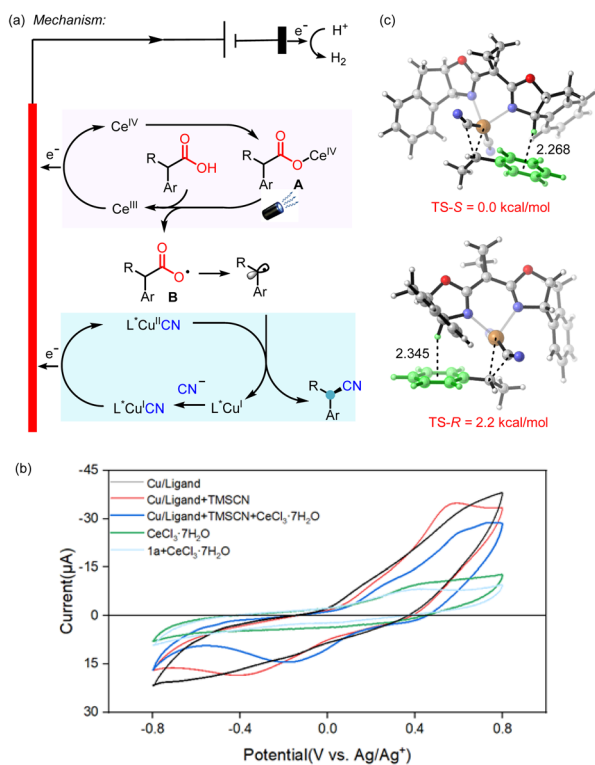 (a) Mechanism:
e⁻
H⁺
H₂
Ce^IV
e⁻
R
O
OH
Ar
R
O
O
Ce^IV
Ar
A
Ce^III
R
O
O•
Ar
B
R
Ar
L*Cu^IICN
e⁻
CN⁻
L*Cu^ICN
L*Cu^I
R
CN
Ar
(c)
2.268
TS-S = 0.0 kcal/mol
2.345
TS-R = 2.2 kcal/mol
(b)
-45
-30
-15
0
15
30
Current(μA)
Cu/Ligand
Cu/Ligand+TMSCN
Cu/Ligand+TMSCN+CeCl₃·7H₂O
CeCl₃·7H₂O
1a+CeCl₃·7H₂O
-0.8
-0.4
0.0
0.4
0.8
Potential(V vs. Ag/Ag⁺)